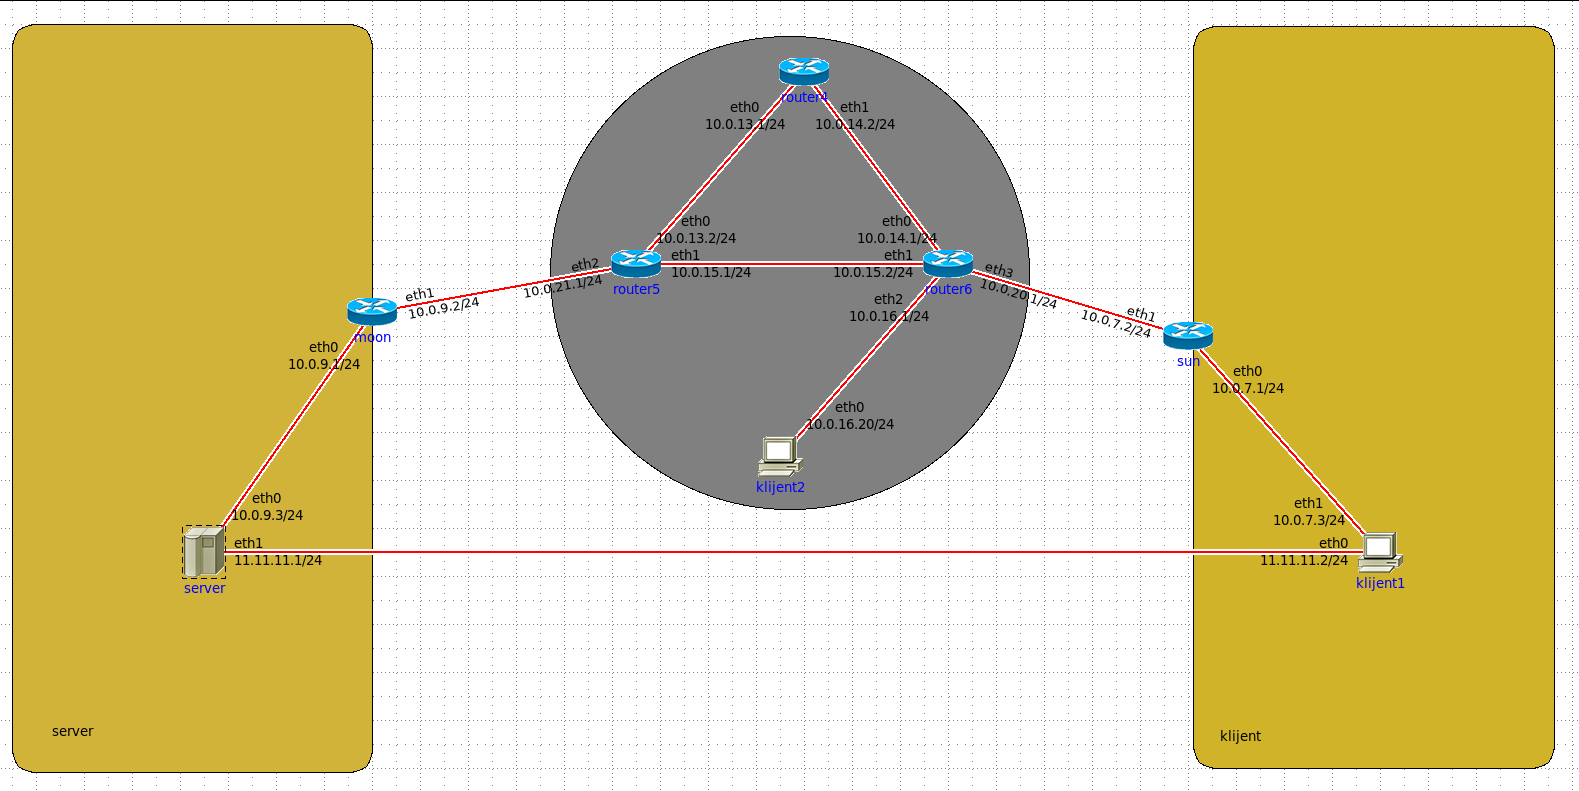 router4
eth0
10.0.13.1/24
eth1
10.0.14.2/24
eth0
10.0.13.2/24
eth1
10.0.15.1/24
eth0
10.0.14.1/24
eth1
10.0.15.2/24
eth2
10.0.21.1/24
router5
router6
eth3
10.0.20.1/24
eth1
10.0.9.2/24
moon
eth0
10.0.9.1/24
eth2
10.0.16.1/24
eth1
10.0.7.2/24
sun
eth0
10.0.7.1/24
eth0
10.0.16.20/24
klijent2
eth0
10.0.9.3/24
eth1
11.11.11.1/24
server
eth1
10.0.7.3/24
eth0
11.11.11.2/24
klijent1
server
klijent